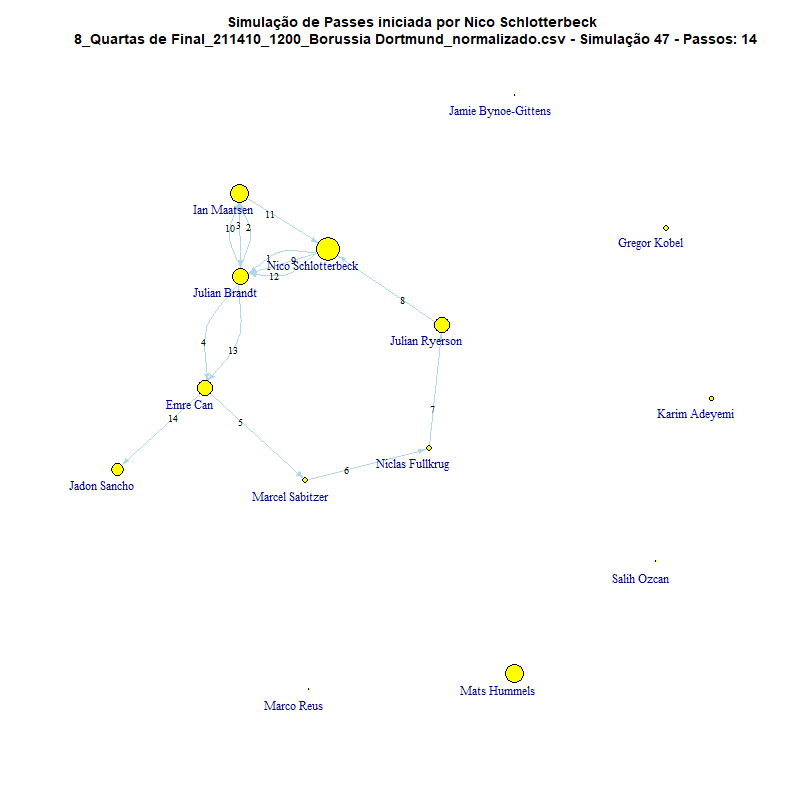 Simulação de Passes iniciada por Nico Schlotterbeck
8_Quartas de Final_211410_1200_Borussia Dortmund_normalizado.csv - Simulação 47 - Passos: 14
Jamie Bynoe-Gittens
Ian Maatsen
11
10
3
2
Gregor Kobel
1
9
Nico Schlotterbeck
12
Julian Brandt
8
Julian Ryerson
4
13
Emre Can
Karim Adeyemi
7
14
5
Niclas Fullkrug
6
Jadon Sancho
Marcel Sabitzer
Salih Ozcan
Mats Hummels
Marco Reus